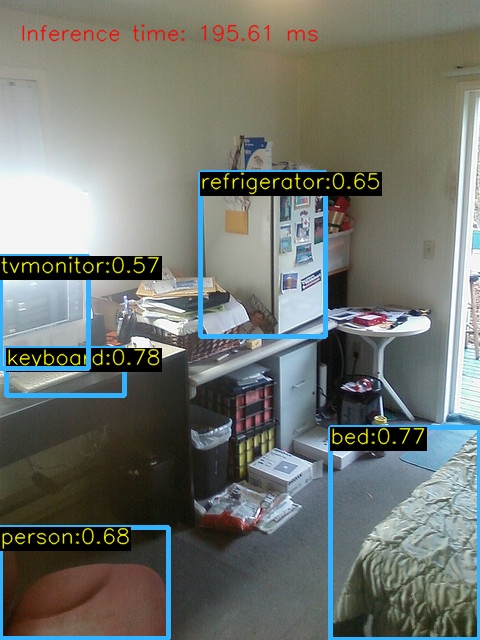 Inference time: 195.61 ms
refrigerator:0.65
tvmonitor:0.57
keyboard:0.78
bed:0.77
person:0.68